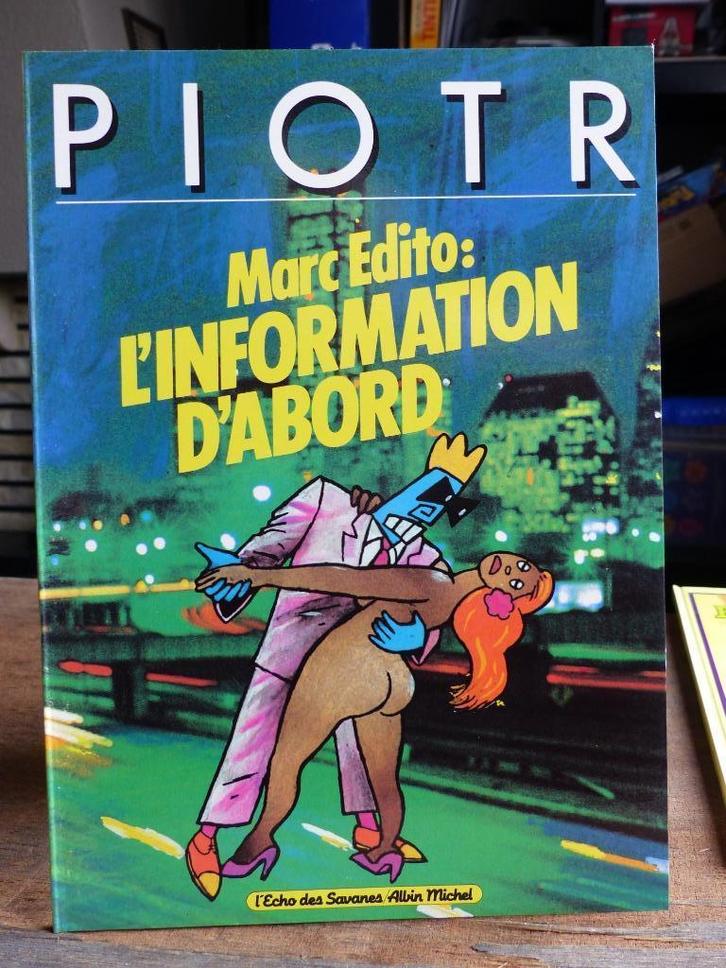 PIOTR
Marc Edito:
L'INFORMATION
D'ABORD
l'Echo des Savanes/Albin Michel